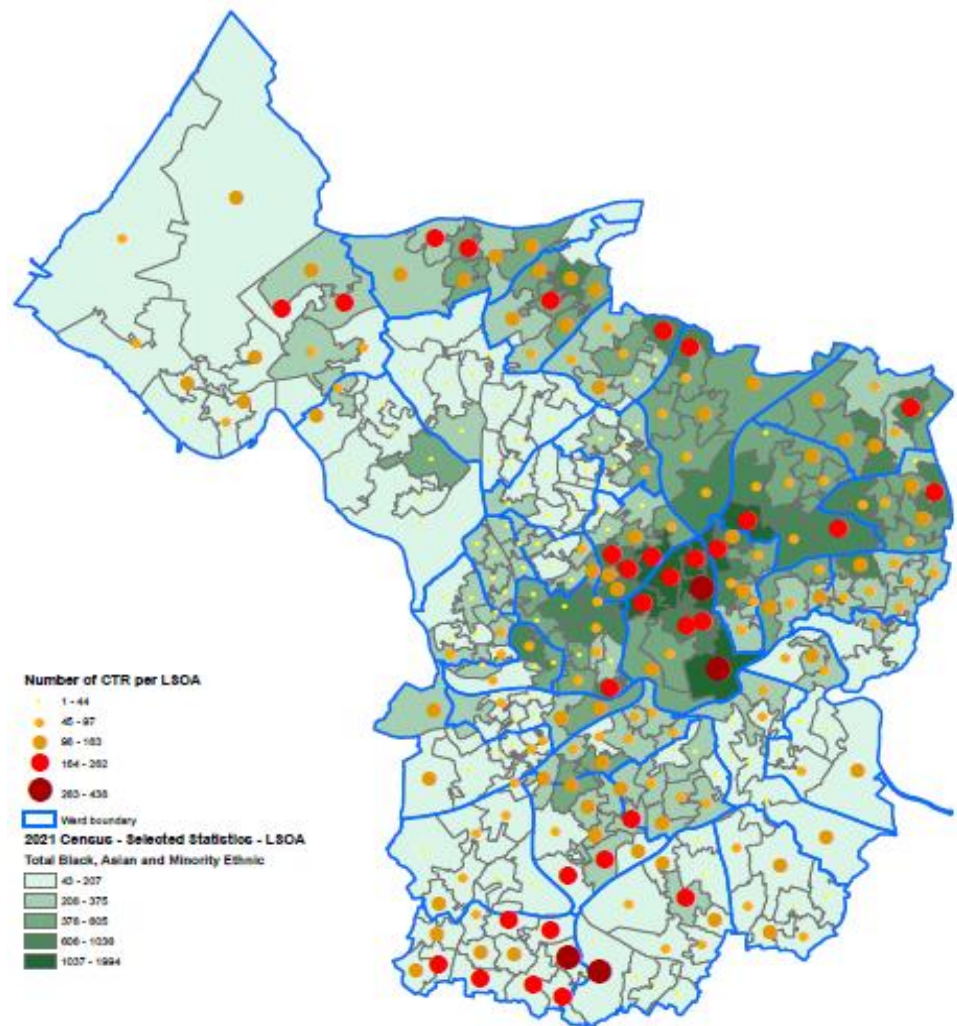 Number of CTR per LSOA
1 - 44
45 - 97
98 - 163
164 - 262
263 - 438
Ward boundary
2021 Census - Selected Statistics - LSOA
Total Black, Asian and Minority Ethnic
43 - 207
208 - 375
376 - 605
606 - 1036
1037 - 1994